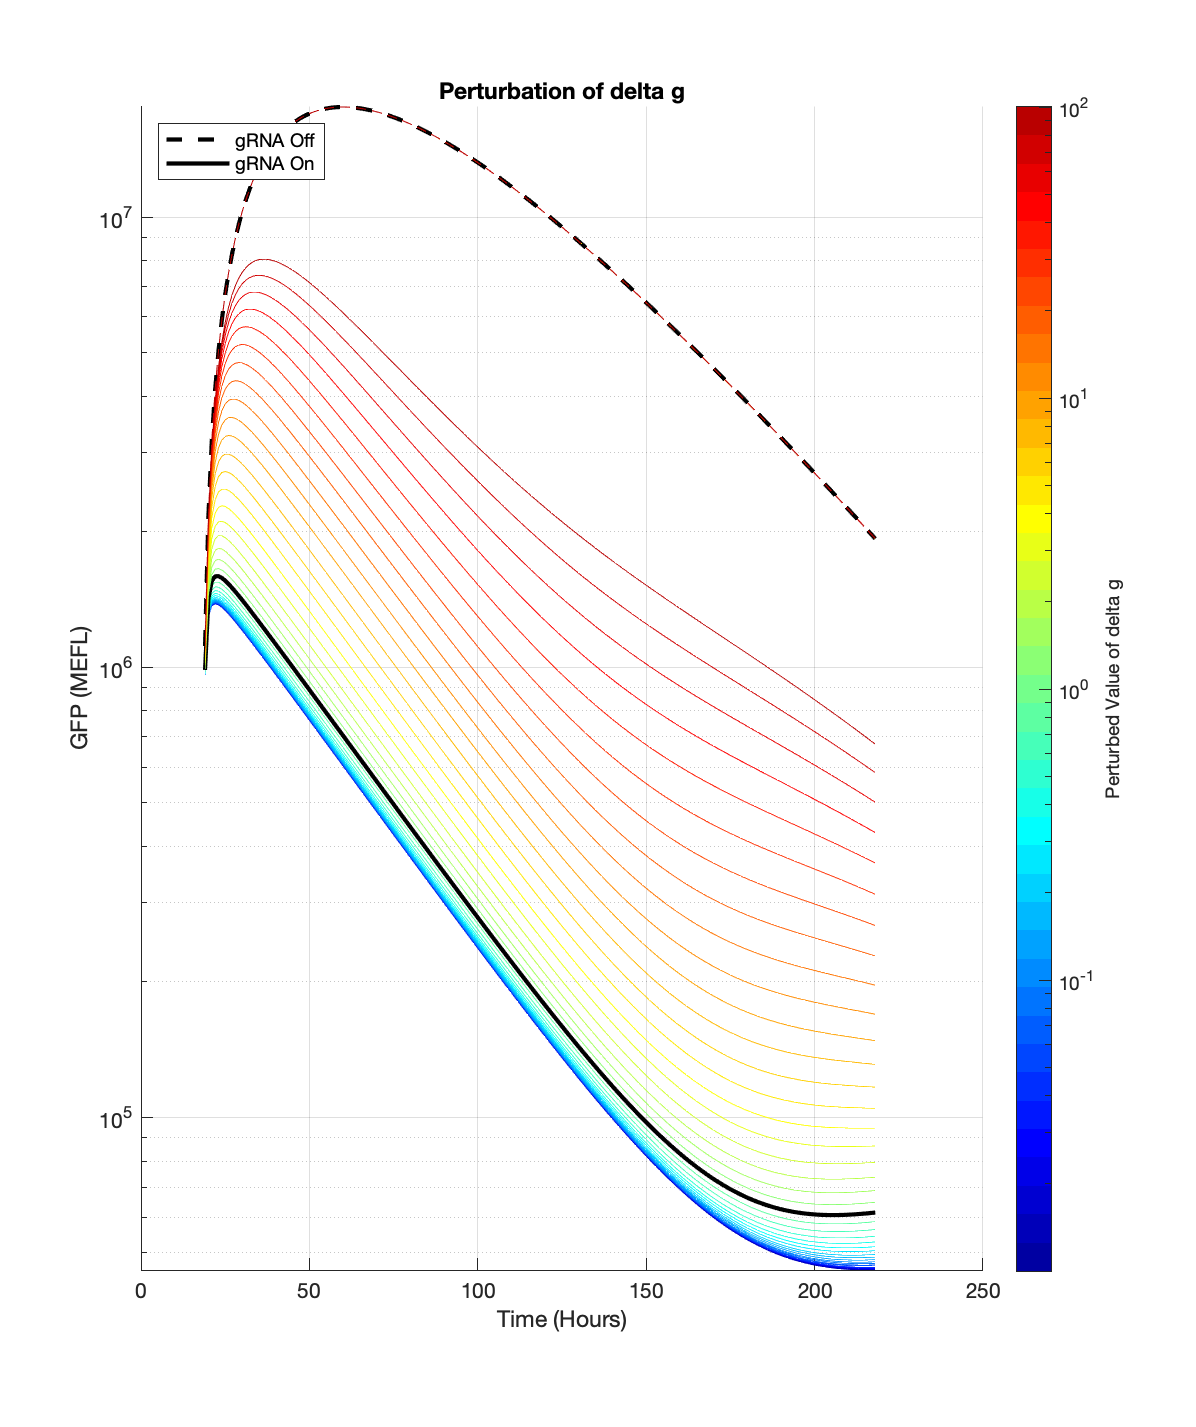 Perturbation of delta g
gRNA Off
gRNA On
GFP (MEFL)
10^7
10^6
10^5
0
50
100
150
200
250
Time (Hours)
10^2
10^1
10^0
10^-1
Perturbed Value of delta g